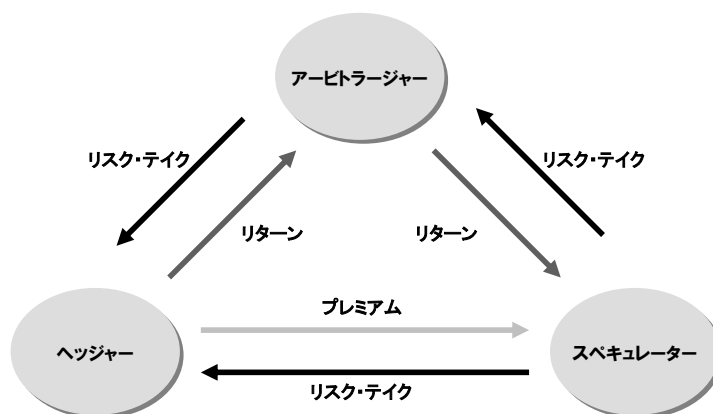 アービトラージャー
リスク・テイク
リスク・テイク
リターン
リターン
プレミアム
ヘッジャー
スペキュレーター
リスク・テイク